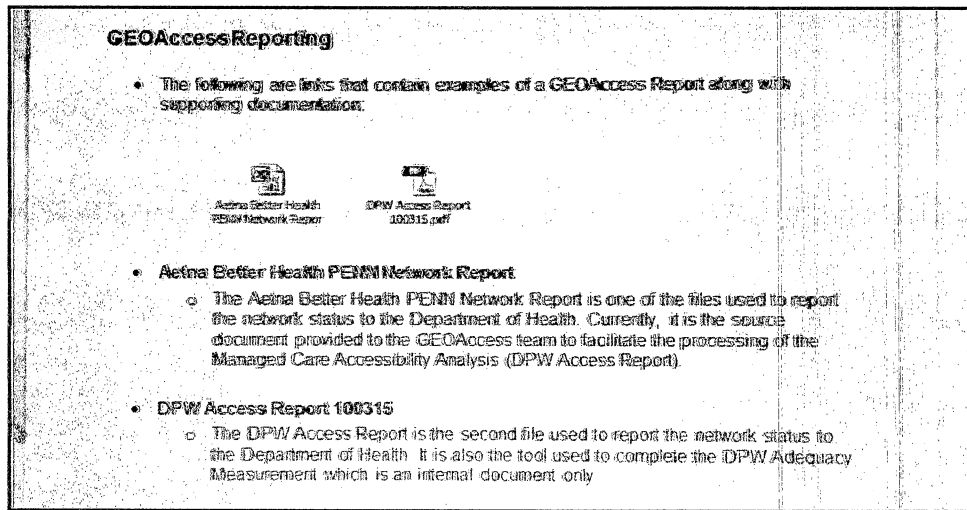 GEOAccess Reporting
• The following are links that contain examples of a GEOAccess Report along with
supporting documentation:
Aetna Better Health
PENN Network Repor
DPW Access Report
100315.pdf
• Aetna Better Health PENN Network Report
o The Aetna Better Health PENN Network Report is one of the files used to report
the network status to the Department of Health. Currently, it is the source
document provided to the GEOAccess team to facilitate the processing of the
Managed Care Accessibility Analysis (DPW Access Report).
• DPW Access Report 100315
o The DPW Access Report is the second file used to report the network status to
the Department of Health. It is also the tool used to complete the DPW Adequacy
Measurement which is an internal document only